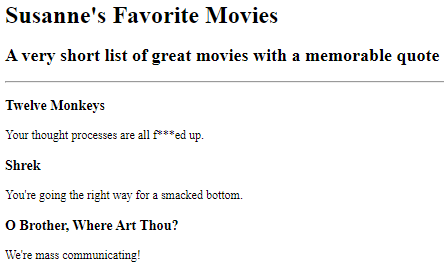 Susanne's Favorite Movies
A very short list of great movies with a memorable quote
Twelve Monkeys
Your thought processes are all f***ed up.
Shrek
You're going the right way for a smacked bottom.
O Brother, Where Art Thou?
We're mass communicating!